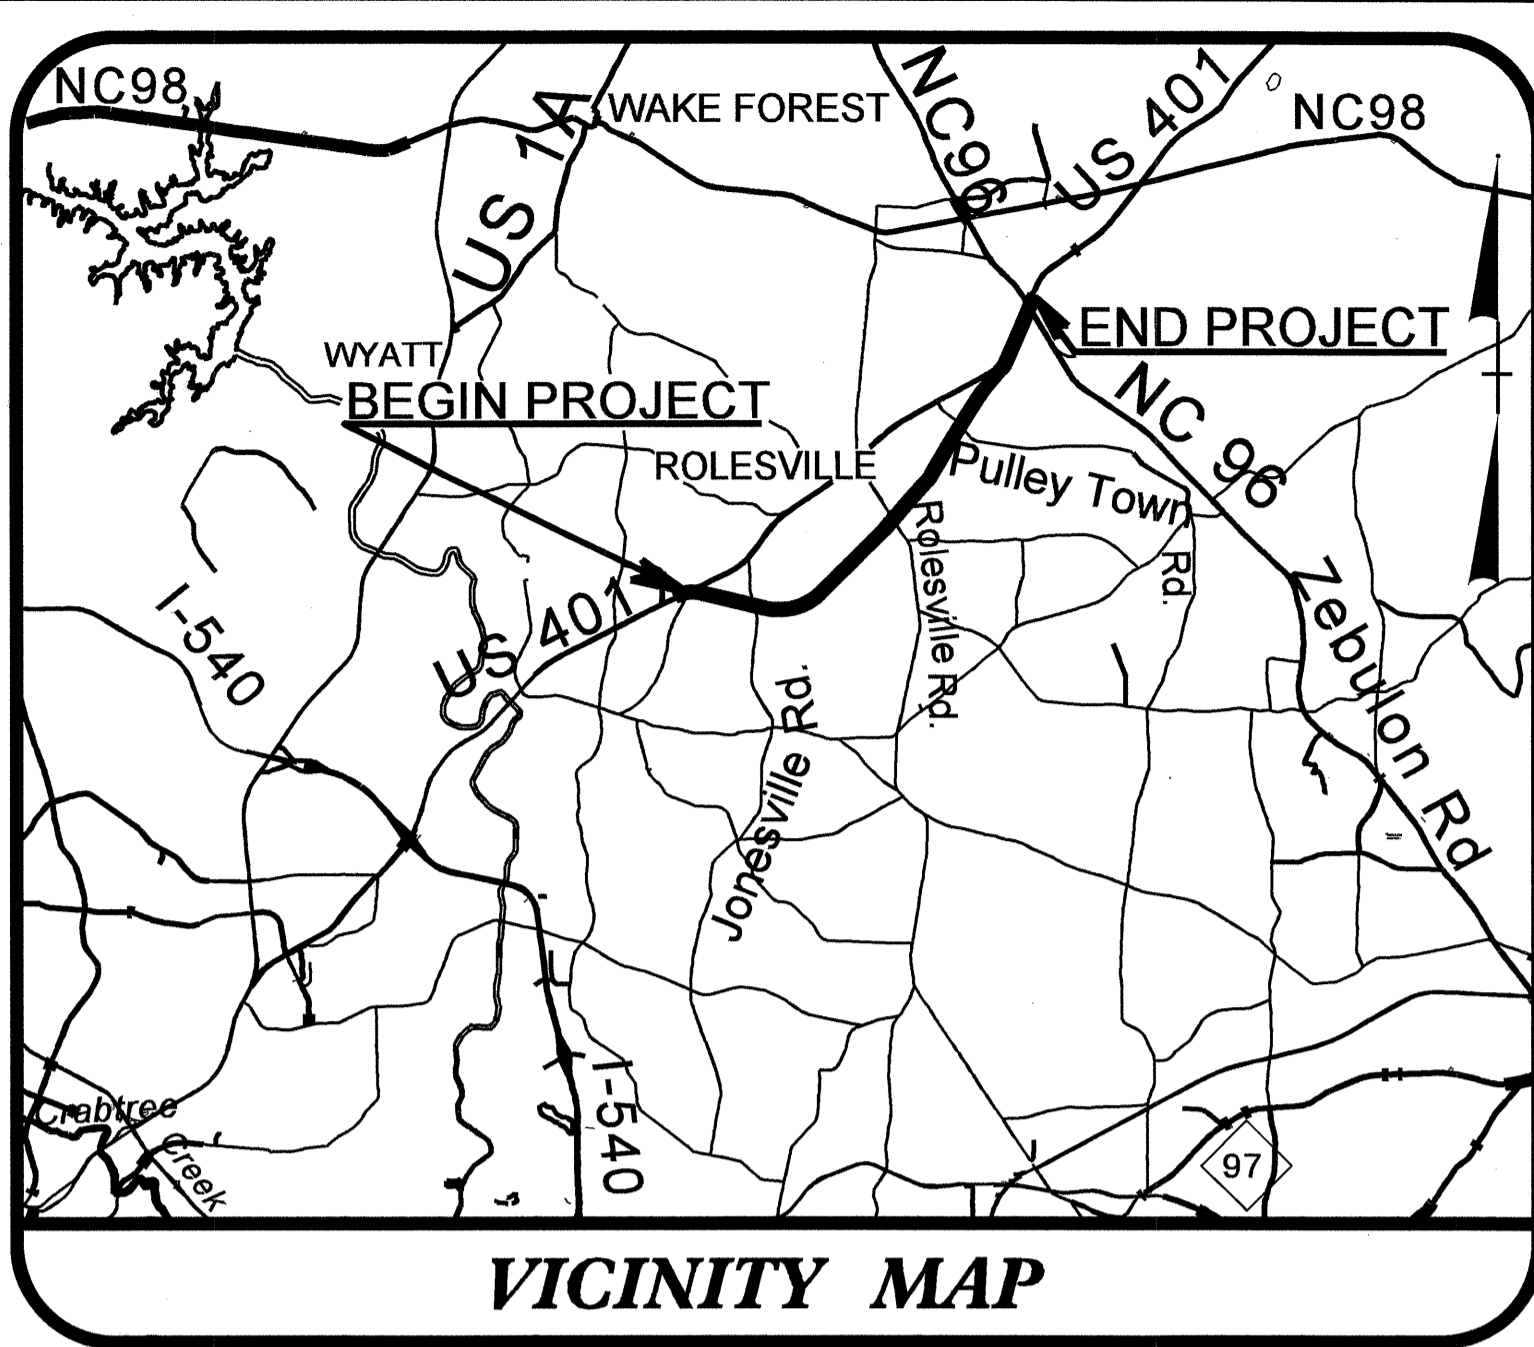 NC98
WAKE FOREST
US 1A
NC96
US 401
NC98
WYATT
BEGIN PROJECT
END PROJECT
ROLESVILLE
NC 96
Pulley Town
Rd.
Rolesville Rd.
I-540
US 401
Zebulon Rd
Jonesville Rd.
I-540
Crabtree
Creek
97
VICINITY MAP